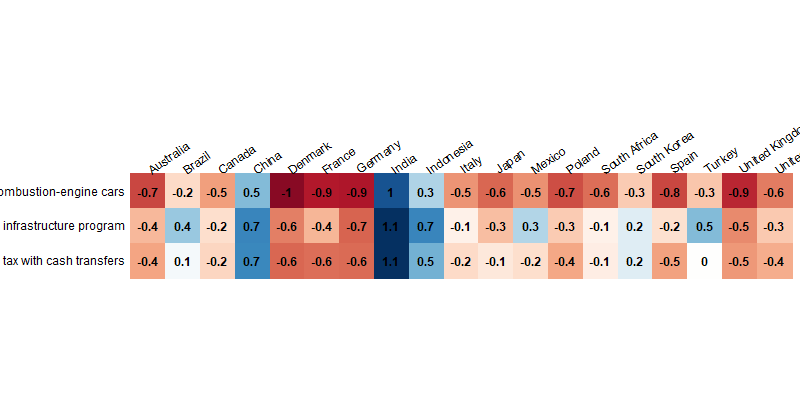 Australia Brazil Canada China Denmark France Germany India Indonesia Italy Japan Mexico Poland South Africa South Korea Spain Turkey United Kingdo United
ombustion-engine cars -0.7 -0.2 -0.5 0.5 -1 -0.9 -0.9 1 0.3 -0.5 -0.6 -0.5 -0.7 -0.6 -0.3 -0.8 -0.3 -0.9 -0.6
infrastructure program -0.4 0.4 -0.2 0.7 -0.6 -0.4 -0.7 1.1 0.7 -0.1 -0.3 0.3 -0.3 -0.1 0.2 -0.2 0.5 -0.5 -0.3
tax with cash transfers -0.4 0.1 -0.2 0.7 -0.6 -0.6 -0.6 1.1 0.5 -0.2 -0.1 -0.2 -0.4 -0.1 0.2 -0.5 0 -0.5 -0.4